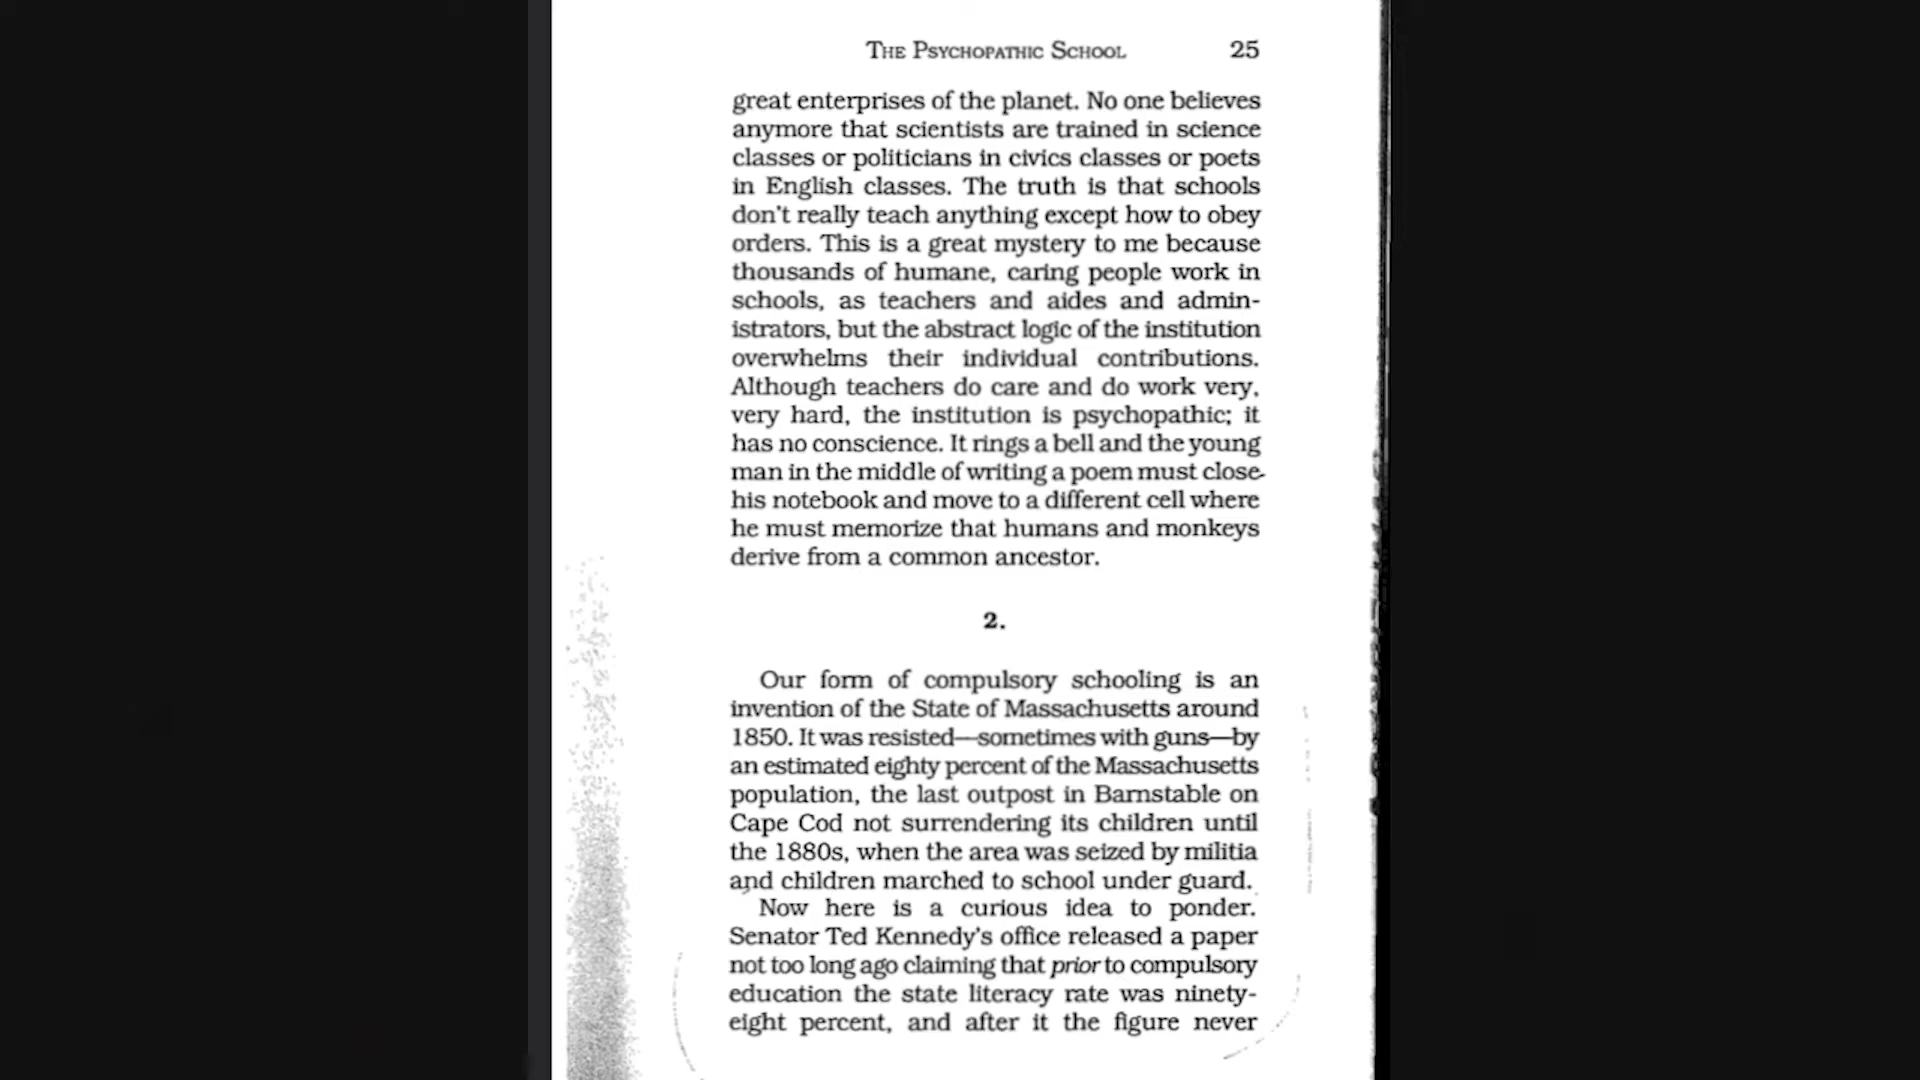 THE PSYCHOPATHIC SCHOOL 25
great enterprises of the planet. No one believes
anymore that scientists are trained in science
classes or politicians in civics classes or poets
in English classes. The truth is that schools
don't really teach anything except how to obey
orders. This is a great mystery to me because
thousands of humane, caring people work in
schools, as teachers and aides and admin-
istrators, but the abstract logic of the institution
overwhelms their individual contributions.
Although teachers do care and do work very,
very hard, the institution is psychopathic; it
has no conscience. It rings a bell and the young
man in the middle of writing a poem must close
his notebook and move to a different cell where
he must memorize that humans and monkeys
derive from a common ancestor.
2.
Our form of compulsory schooling is an
invention of the State of Massachusetts around
1850. It was resisted—sometimes with guns—by
an estimated eighty percent of the Massachusetts
population, the last outpost in Barnstable on
Cape Cod not surrendering its children until
the 1880s, when the area was seized by militia
and children marched to school under guard.
Now here is a curious idea to ponder.
Senator Ted Kennedy's office released a paper
not too long ago claiming that prior to compulsory
education the state literacy rate was ninety-
eight percent, and after it the figure never